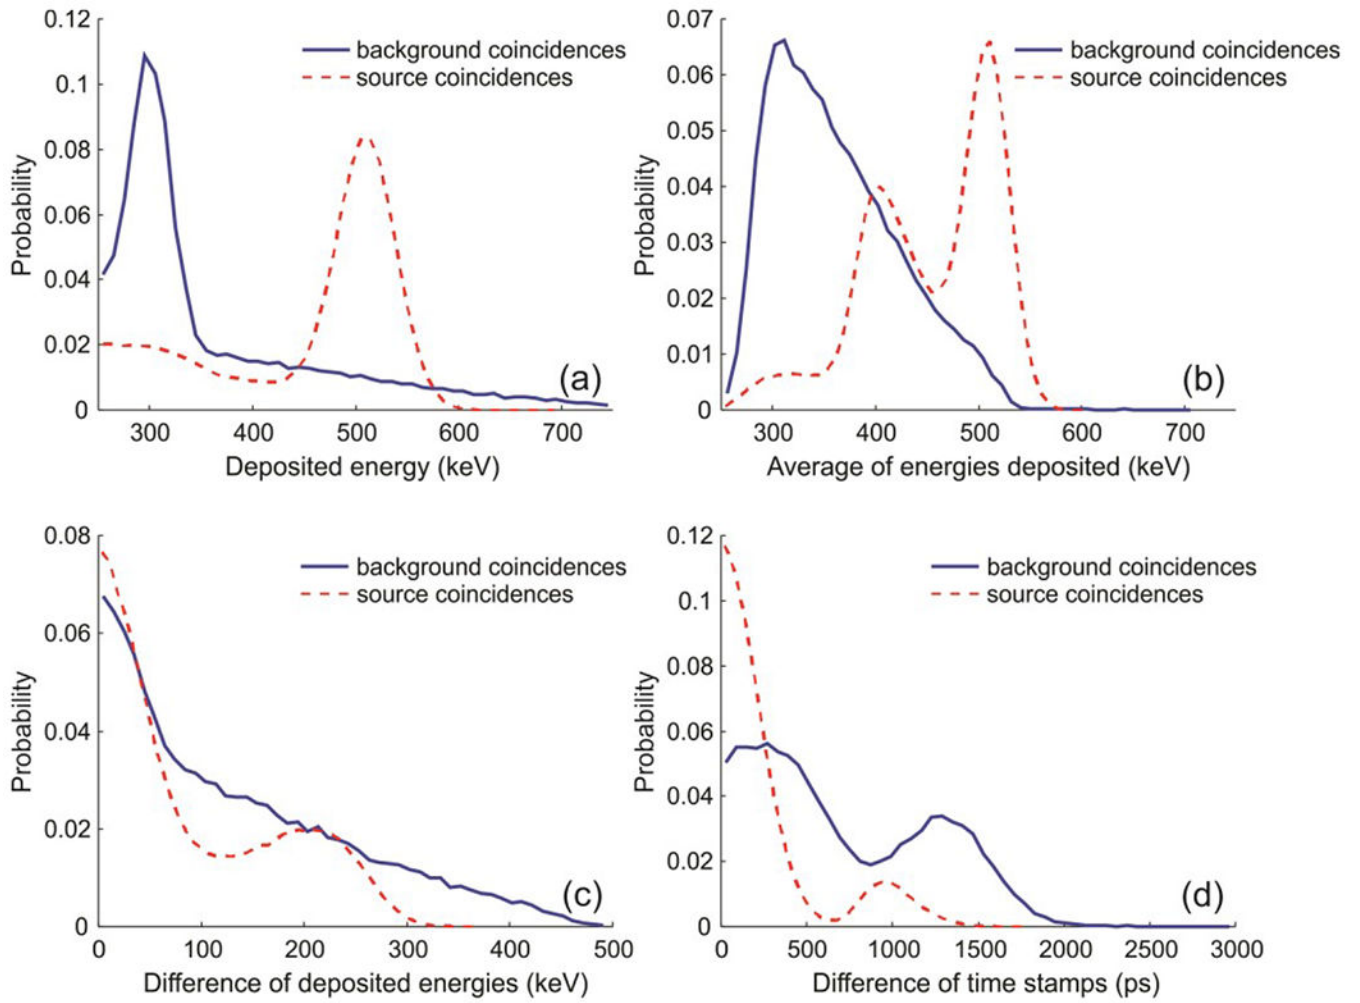 0.12
0.1
0.08
0.06
0.04
0.02
0
Probability
background coincidences
source coincidences
(a)
300 400 500 600 700
Deposited energy (keV)
0.07
0.06
0.05
0.04
0.03
0.02
0.01
0
Probability
background coincidences
source coincidences
(b)
300 400 500 600 700
Average of energies deposited (keV)
0.08
0.06
0.04
0.02
0
Probability
background coincidences
source coincidences
(c)
0 100 200 300 400 500
Difference of deposited energies (keV)
0.12
0.1
0.08
0.06
0.04
0.02
0
Probability
background coincidences
source coincidences
(d)
0 500 1000 1500 2000 2500 3000
Difference of time stamps (ps)